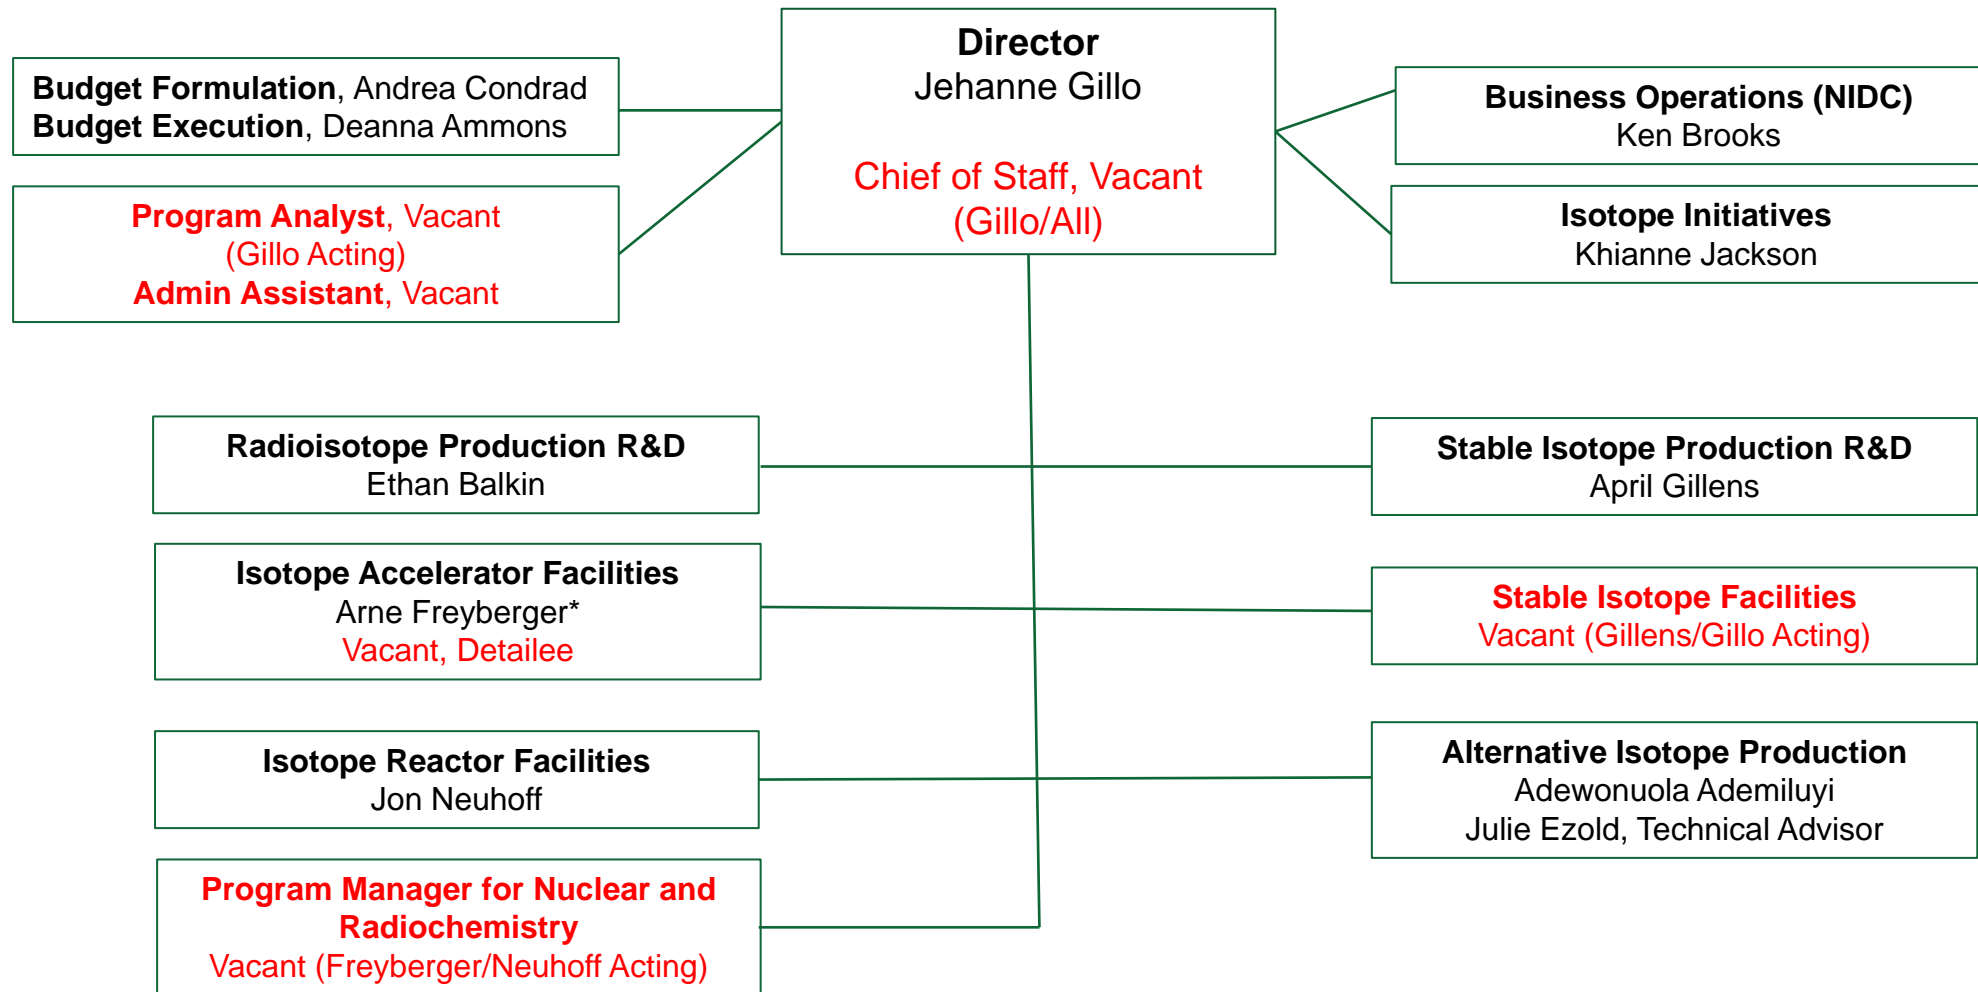 Director
Jehanne Gillo
Chief of Staff, Vacant
(Gillo/All)
Budget Formulation, Andrea Condrad
Budget Execution, Deanna Ammons
Program Analyst, Vacant
(Gillo Acting)
Admin Assistant, Vacant
Business Operations (NIDC)
Ken Brooks
Isotope Initiatives
Khianne Jackson
Radioisotope Production R&D
Ethan Balkin
Stable Isotope Production R&D
April Gillens
Isotope Accelerator Facilities
Arne Freyberger*
Vacant, Detailee
Stable Isotope Facilities
Vacant (Gillens/Gillo Acting)
Isotope Reactor Facilities
Jon Neuhoff
Alternative Isotope Production
Adewonuola Ademiluyi
Julie Ezold, Technical Advisor
Program Manager for Nuclear and
Radiochemistry
Vacant (Freyberger/Neuhoff Acting)